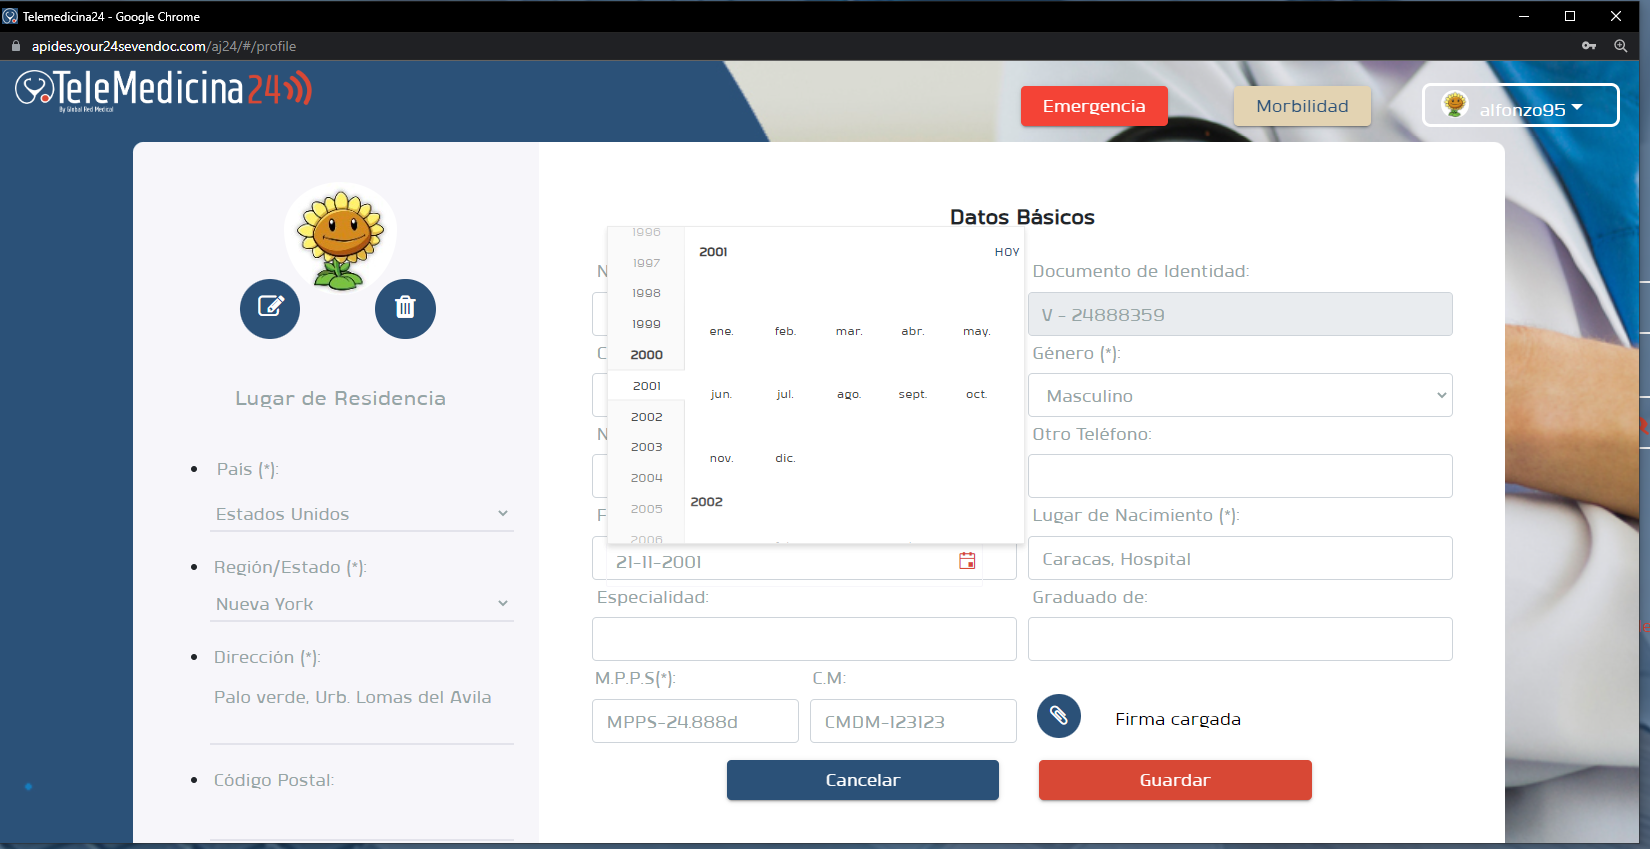 Telemedicina24 - Google Chrome
apides.your24sevendoc.com/aj24/#/profile
TeleMedicina24
By Global Red Medical
Emergencia
Morbilidad
alfonzo95
Lugar de Residencia
Pais (*):
Estados Unidos
Región/Estado (*):
Nueva York
Dirección (*):
Palo verde, Urb. Lomas del Avila
Código Postal:
Datos Básicos
1996
1997
1998
1999
2000
2001
2002
2003
2004
2005
2006
2001
HOY
ene. feb. mar. abr. may.
jun. jul. ago. sept. oct.
nov. dic.
2002
N
Documento de Identidad:
V - 24888359
C
Género (*):
Masculino
N
Otro Teléfono:
F
Lugar de Nacimiento (*):
21-11-2001
Caracas, Hospital
Especialidad:
Graduado de:
M.P.P.S(*):
C.M:
MPPS-24.888d
CMDM-123123
Firma cargada
Cancelar
Guardar